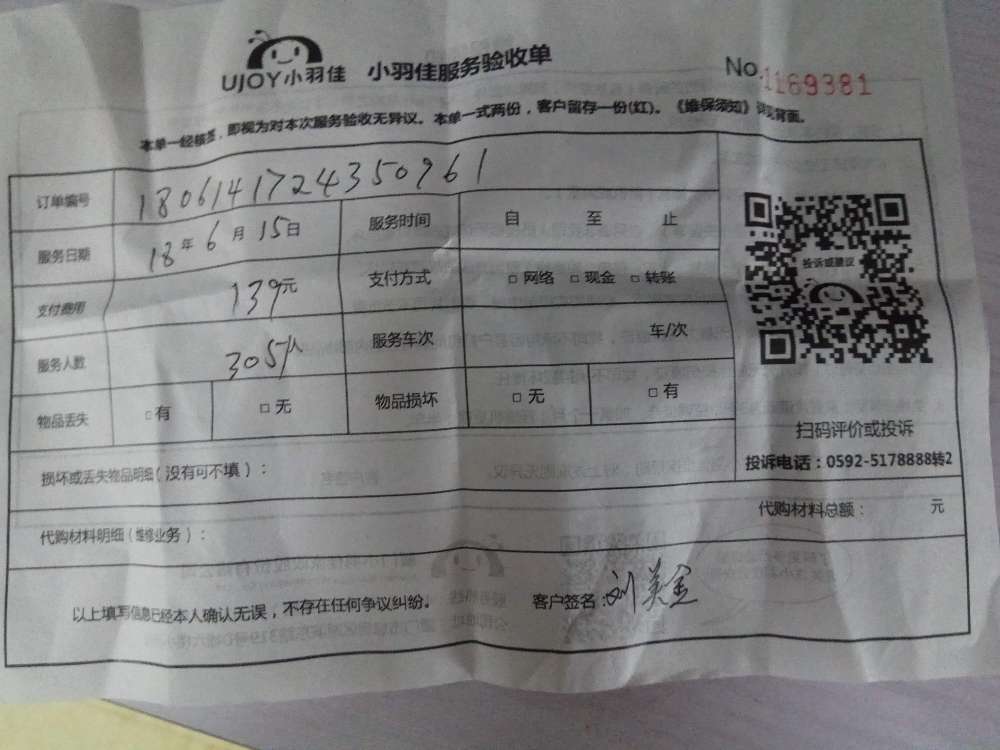 UJOY小羽佳 小羽佳服务验收单
No.1169381
本单一经核签，即视为对本次服务验收无异议。本单一式两份，客户留存一份(红)。《维保须知》详见背面。
订单编号 180614172435096 1
服务日期 18年6月15日 服务时间 自 至 止
支付费用 139元 支付方式 □网络 □现金 □转账
服务人数 305人 服务车次 车/次
物品丢失 □有 □无 物品损坏 □无 □有
投诉或建议
扫码评价或投诉
投诉电话：0592-5178888转2
损坏或丢失物品明细(没有可不填)：
代购材料明细(维修业务)：
代购材料总额： 元
以上填写信息已经本人确认无误，不存在任何争议纠纷。 客户签名:刘美金